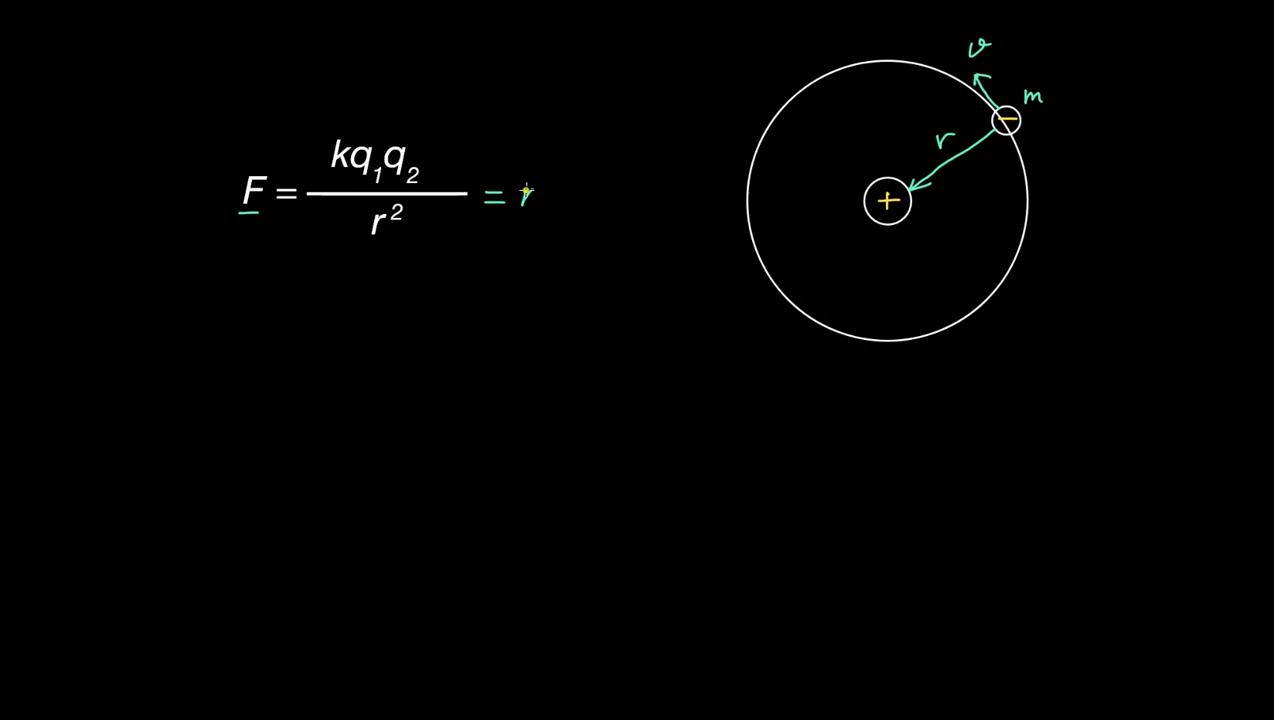 F = kq₁q₂ / r² =
v
m
r
−
+